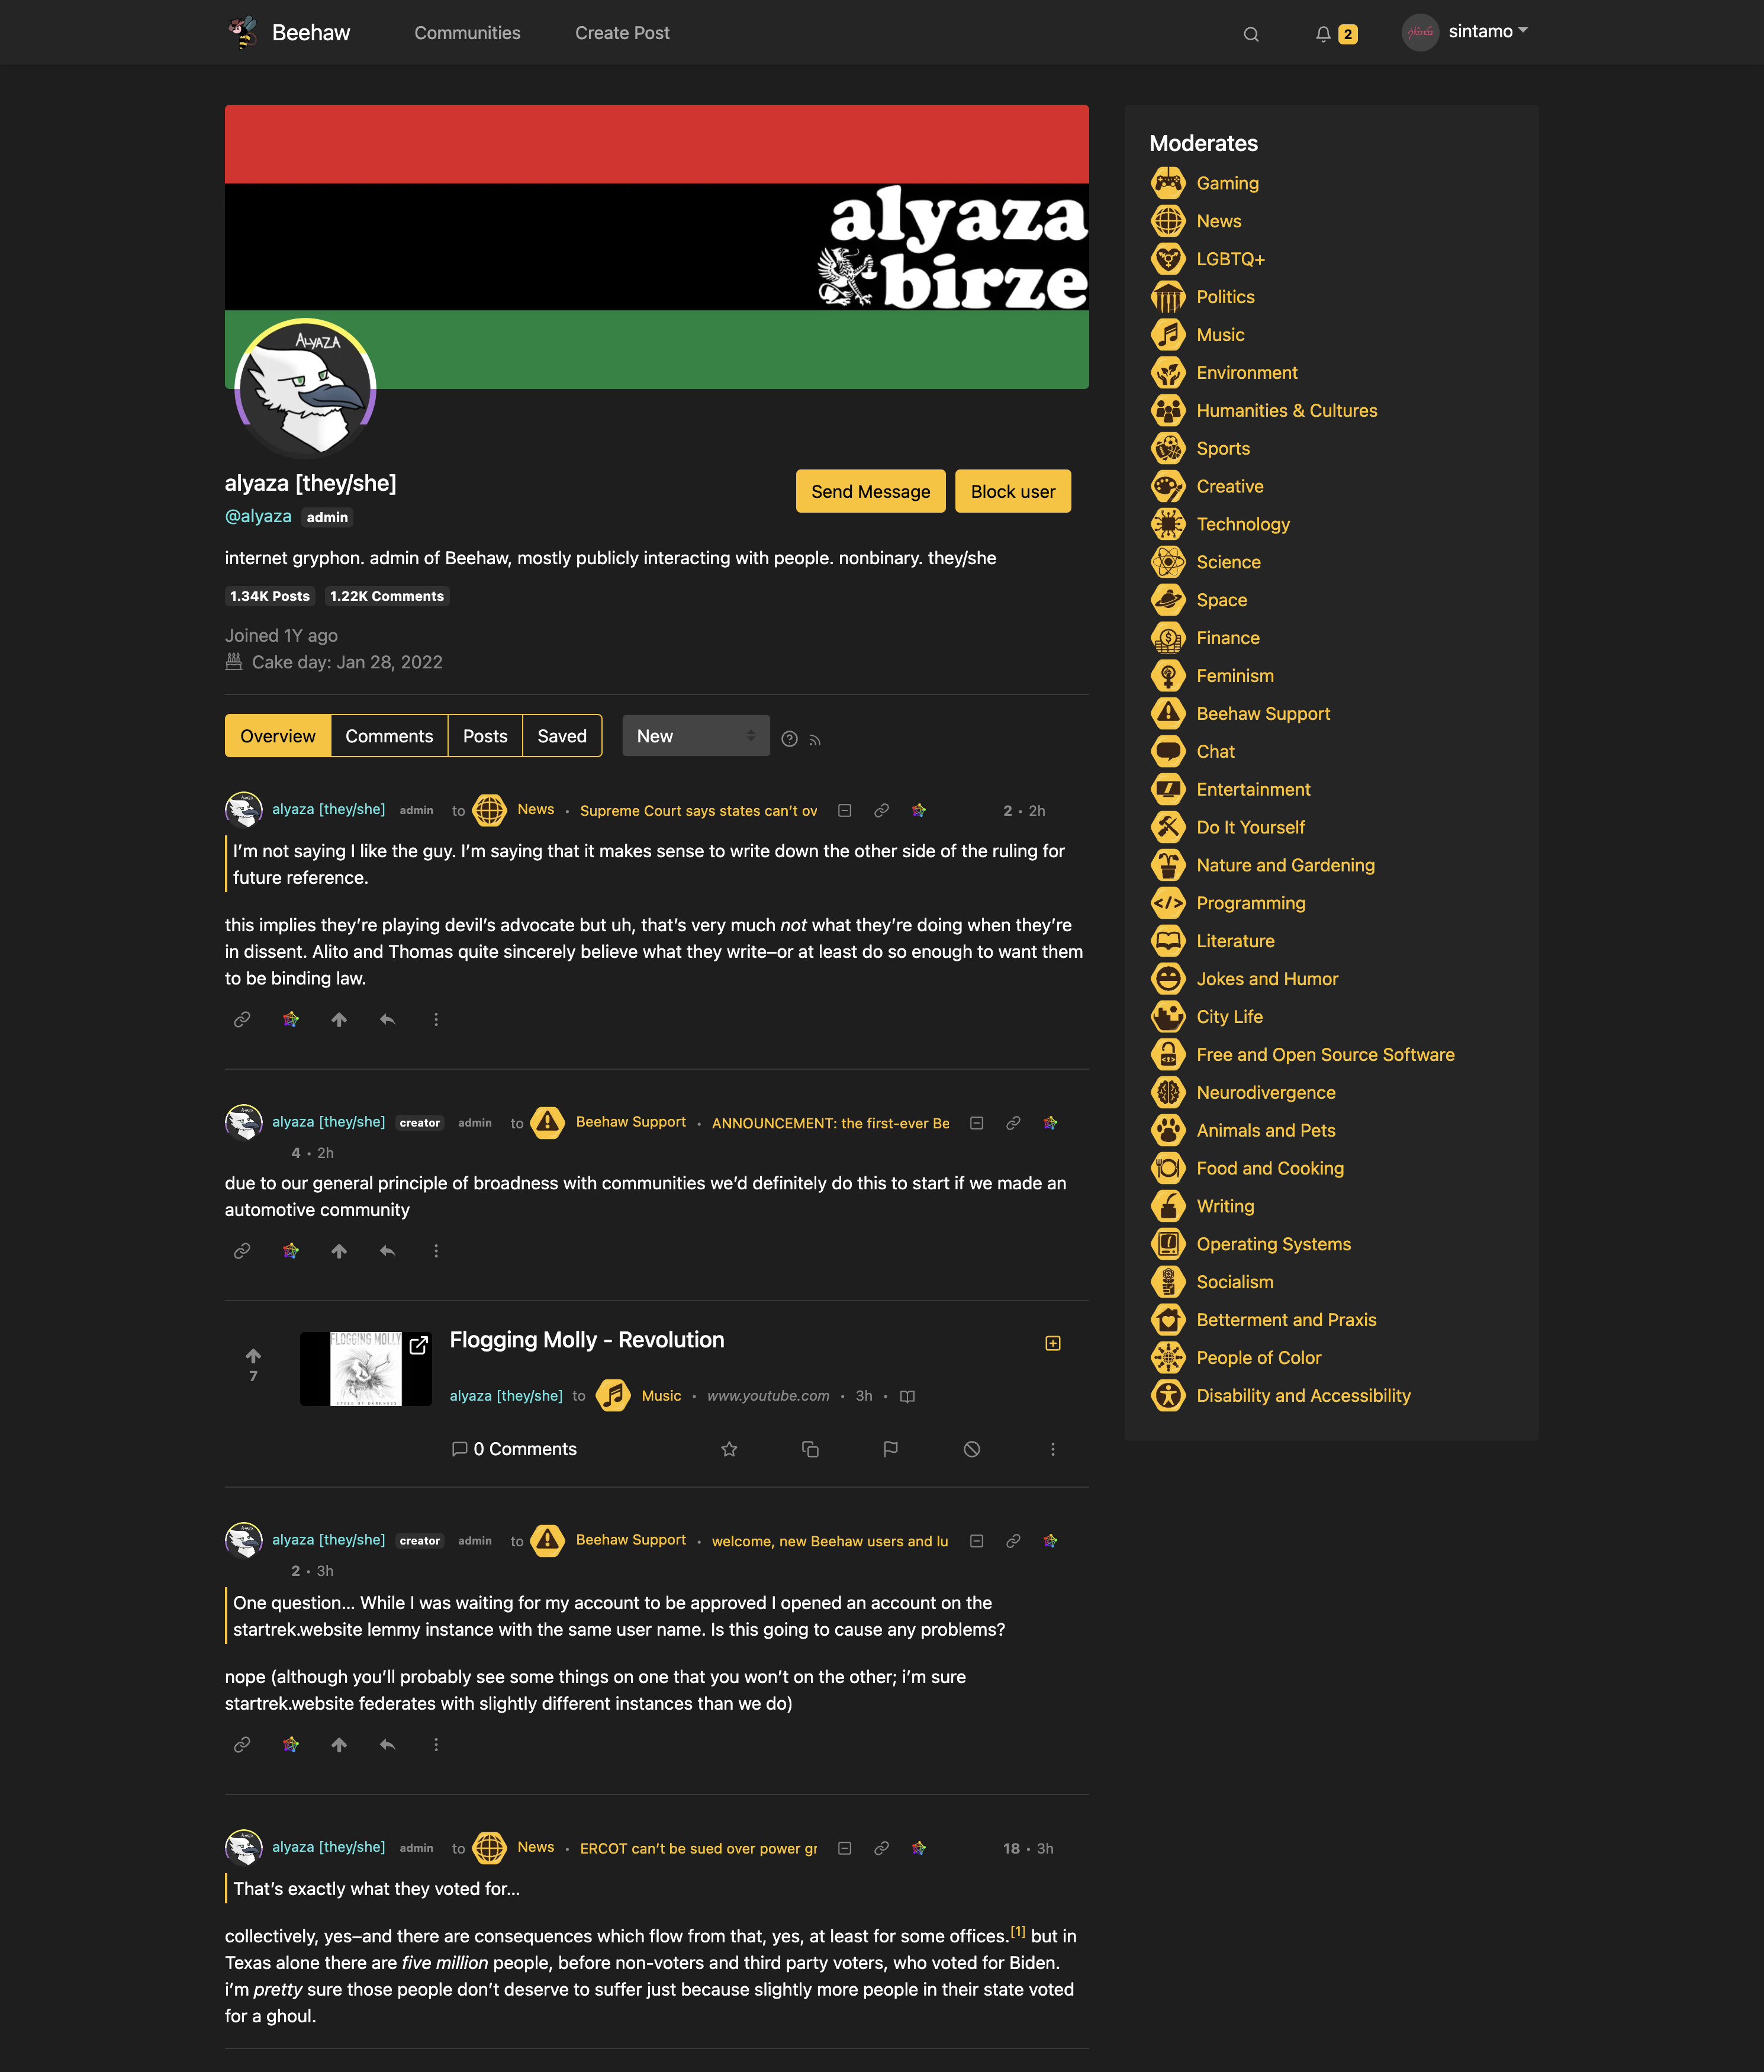 Beehaw
Communities
Create Post
2
sintamo
alyaza
birze
ALYAZA
alyaza [they/she]
@alyaza admin
Send Message
Block user
internet gryphon. admin of Beehaw, mostly publicly interacting with people. nonbinary. they/she
1.34K Posts 1.22K Comments
Joined 1Y ago
Cake day: Jan 28, 2022
Overview Comments Posts Saved New
alyaza [they/she] admin to News • Supreme Court says states can’t ov 2 • 2h
I’m not saying I like the guy. I’m saying that it makes sense to write down the other side of the ruling for
future reference.
this implies they’re playing devil’s advocate but uh, that’s very much not what they’re doing when they’re
in dissent. Alito and Thomas quite sincerely believe what they write–or at least do so enough to want them
to be binding law.
alyaza [they/she] creator admin to Beehaw Support • ANNOUNCEMENT: the first-ever Be
4 • 2h
due to our general principle of broadness with communities we’d definitely do this to start if we made an
automotive community
7
FLOGGING MOLLY
SPEED OF DARKNESS
Flogging Molly - Revolution
alyaza [they/she] to Music • www.youtube.com • 3h •
0 Comments
alyaza [they/she] creator admin to Beehaw Support • welcome, new Beehaw users and lu
2 • 3h
One question... While I was waiting for my account to be approved I opened an account on the
startrek.website lemmy instance with the same user name. Is this going to cause any problems?
nope (although you’ll probably see some things on one that you won’t on the other; i’m sure
startrek.website federates with slightly different instances than we do)
alyaza [they/she] admin to News • ERCOT can’t be sued over power gr 18 • 3h
That’s exactly what they voted for...
collectively, yes–and there are consequences which flow from that, yes, at least for some offices.[1] but in
Texas alone there are five million people, before non-voters and third party voters, who voted for Biden.
i’m pretty sure those people don’t deserve to suffer just because slightly more people in their state voted
for a ghoul.
Moderates
Gaming
News
LGBTQ+
Politics
Music
Environment
Humanities & Cultures
Sports
Creative
Technology
Science
Space
Finance
Feminism
Beehaw Support
Chat
Entertainment
Do It Yourself
Nature and Gardening
Programming
Literature
Jokes and Humor
City Life
Free and Open Source Software
Neurodivergence
Animals and Pets
Food and Cooking
Writing
Operating Systems
Socialism
Betterment and Praxis
People of Color
Disability and Accessibility